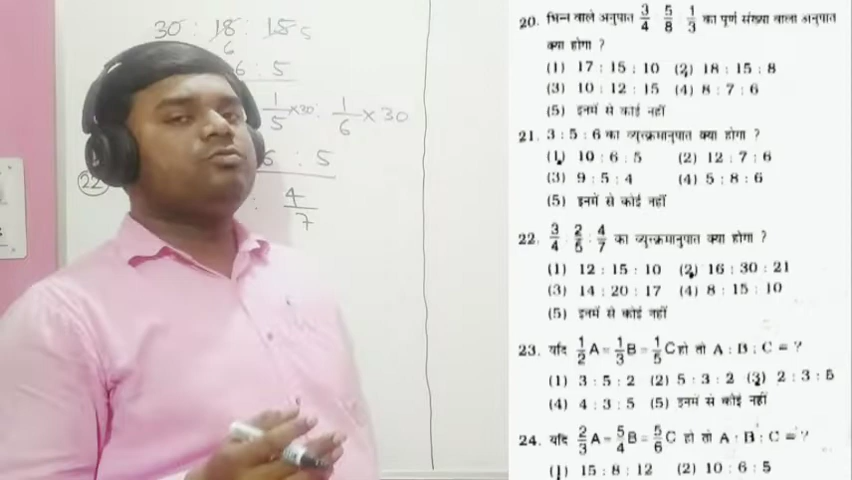 30 : 18 : 15 5
6
6 : 5
1/5 ×30 : 1/6 ×30
6 : 5
22
: 4/7
20. भिन्न वाले अनुपात 3/4 5/8 1/3 का पूर्ण संख्या वाला अनुपात
क्या होगा ?
(1) 17 : 15 : 10 (2) 18 : 15 : 8
(3) 10 : 12 : 15 (4) 8 : 7 : 6
(5) इनमें से कोई नहीं
21. 3 : 5 : 6 का व्युत्क्रमानुपात क्या होगा ?
(1) 10 : 6 : 5 (2) 12 : 7 : 6
(3) 9 : 5 : 4 (4) 5 : 8 : 6
(5) इनमें से कोई नहीं
22. 3/4 : 2/5 : 4/7 का व्युत्क्रमानुपात क्या होगा ?
(1) 12 : 15 : 10 (2) 16 : 30 : 21
(3) 14 : 20 : 17 (4) 8 : 15 : 10
(5) इनमें से कोई नहीं
23. यदि 1/2 A = 1/3 B = 1/5 C हो तो A : B : C = ?
(1) 3 : 5 : 2 (2) 5 : 3 : 2 (3) 2 : 3 : 5
(4) 4 : 3 : 5 (5) इनमें से कोई नहीं
24. यदि 2/3 A = 5/4 B = 5/6 C हो तो A : B : C = ?
(1) 15 : 8 : 12 (2) 10 : 6 : 5